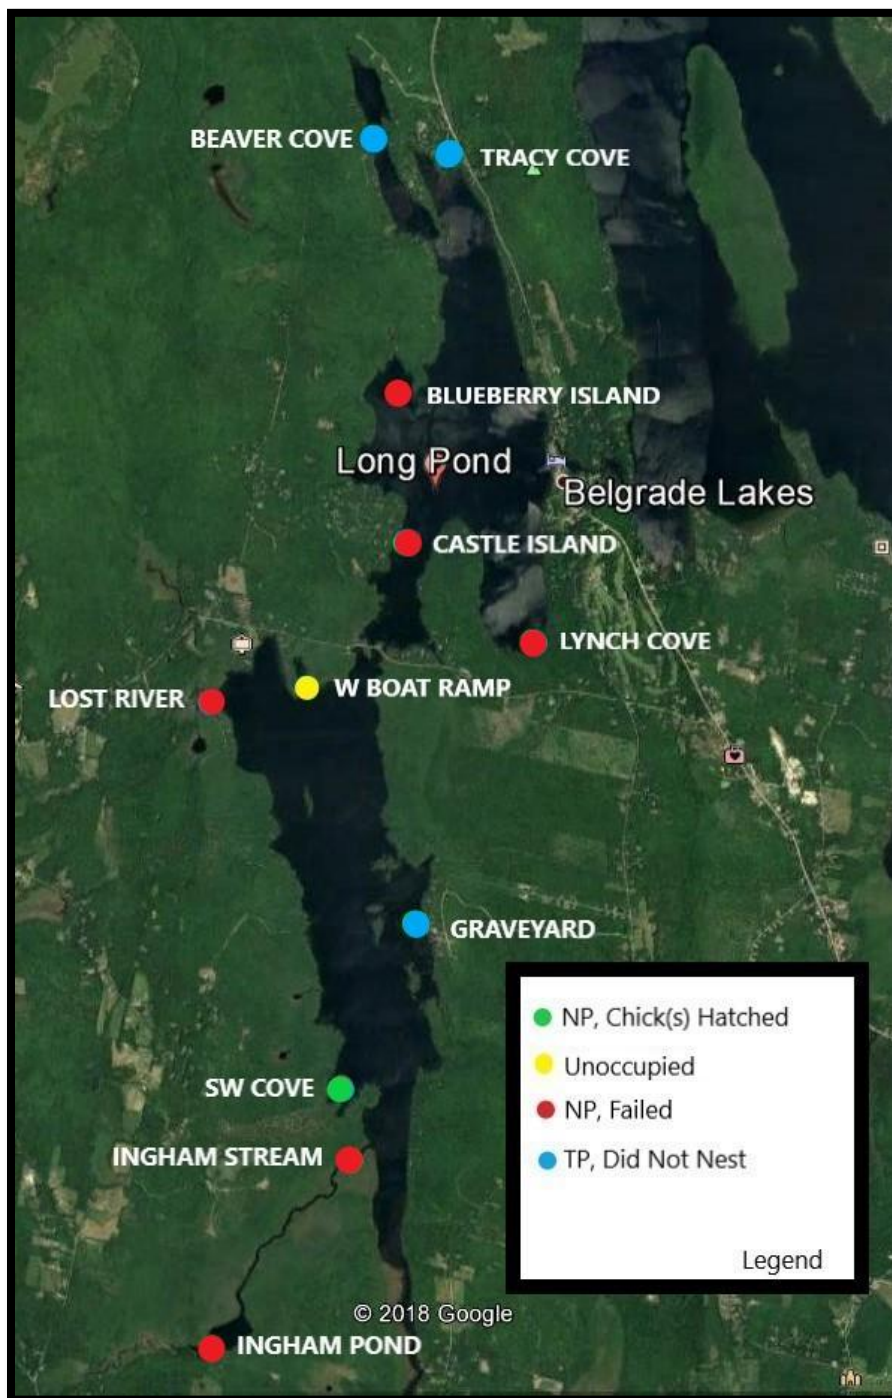 BEAVER COVE
TRACY COVE
BLUEBERRY ISLAND
Long Pond
Belgrade Lakes
CASTLE ISLAND
LYNCH COVE
W BOAT RAMP
LOST RIVER
GRAVEYARD
NP, Chick(s) Hatched
Unoccupied
NP, Failed
TP, Did Not Nest
Legend
SW COVE
INGHAM STREAM
© 2018 Google
INGHAM POND